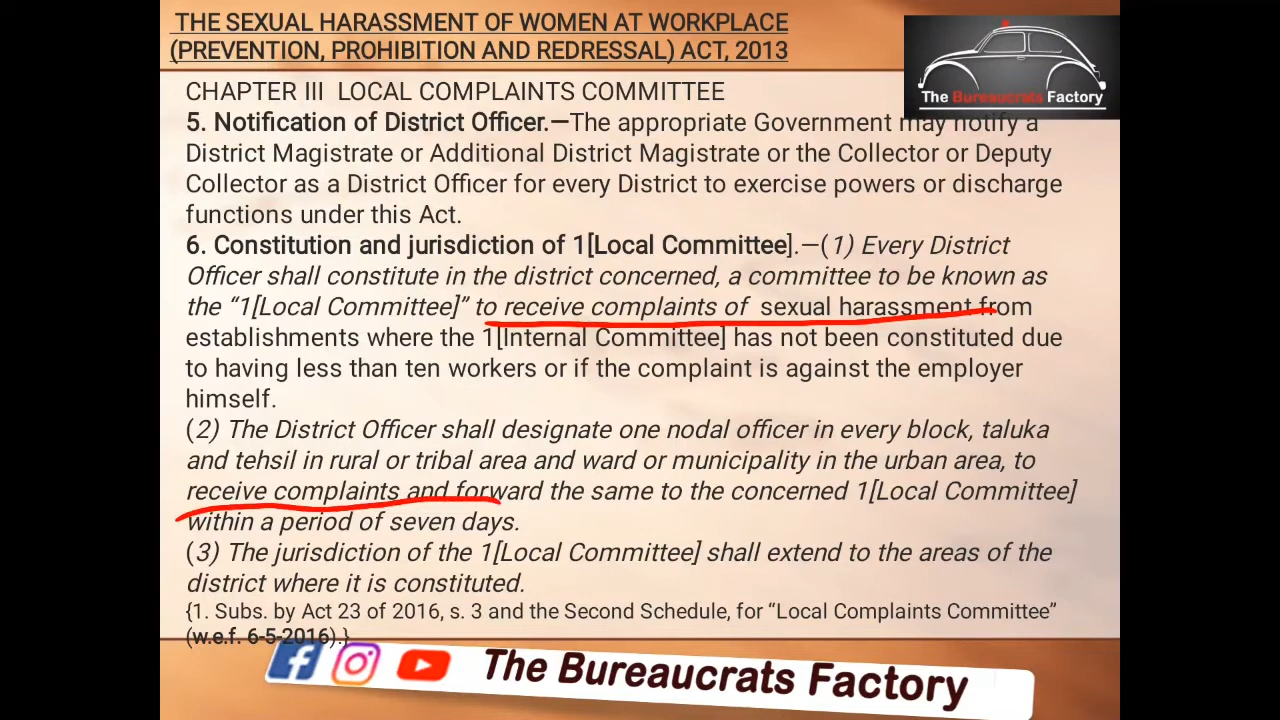 THE SEXUAL HARASSMENT OF WOMEN AT WORKPLACE
(PREVENTION, PROHIBITION AND REDRESSAL) ACT, 2013
The Bureaucrats Factory
CHAPTER III LOCAL COMPLAINTS COMMITTEE
5. Notification of District Officer.—The appropriate Government may notify a
District Magistrate or Additional District Magistrate or the Collector or Deputy
Collector as a District Officer for every District to exercise powers or discharge
functions under this Act.
6. Constitution and jurisdiction of 1[Local Committee].—(1) Every District
Officer shall constitute in the district concerned, a committee to be known as
the “1[Local Committee]” to receive complaints of sexual harassment from
establishments where the 1[Internal Committee] has not been constituted due
to having less than ten workers or if the complaint is against the employer
himself.
(2) The District Officer shall designate one nodal officer in every block, taluka
and tehsil in rural or tribal area and ward or municipality in the urban area, to
receive complaints and forward the same to the concerned 1[Local Committee]
within a period of seven days.
(3) The jurisdiction of the 1[Local Committee] shall extend to the areas of the
district where it is constituted.
{1. Subs. by Act 23 of 2016, s. 3 and the Second Schedule, for “Local Complaints Committee”
(w.e.f. 6-5-2016).}
The Bureaucrats Factory